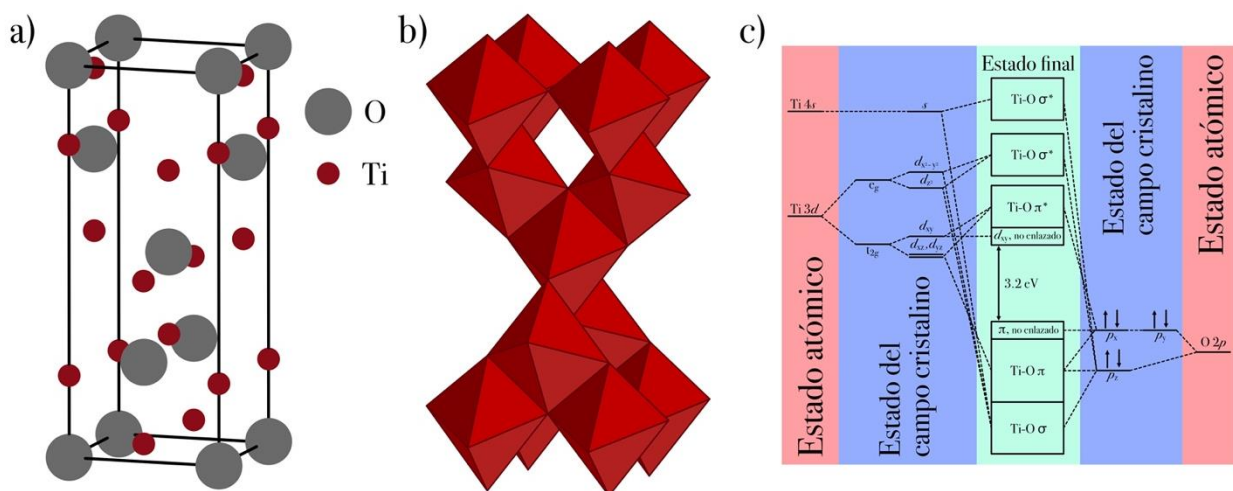 a)
O
Ti
b)
c)
Estado atómico
Estado del
campo cristalino
Estado final
Estado del
campo cristalino
Estado atómico
Ti 4s
s
Ti-O σ*
Ti-O σ*
Ti-O π*
dxy, no enlazado
3.2 eV
π, no enlazado
Ti-O π
Ti-O σ
Ti 3d
eg
t2g
dx²-y²
dz²
dxy
dxz, dxz
px
py
pz
O 2p